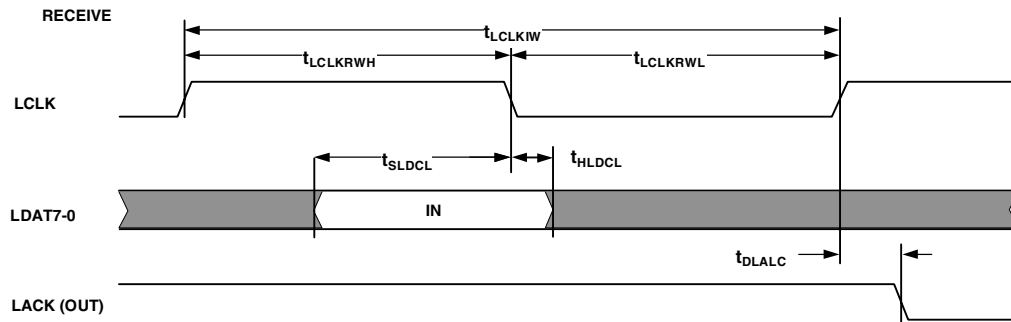 RECEIVE
tLCLKIW
tLCLKRWH
tLCLKRWL
LCLK
tSLDCL
tHLDCL
LDAT7-0
IN
tDLALC
LACK (OUT)